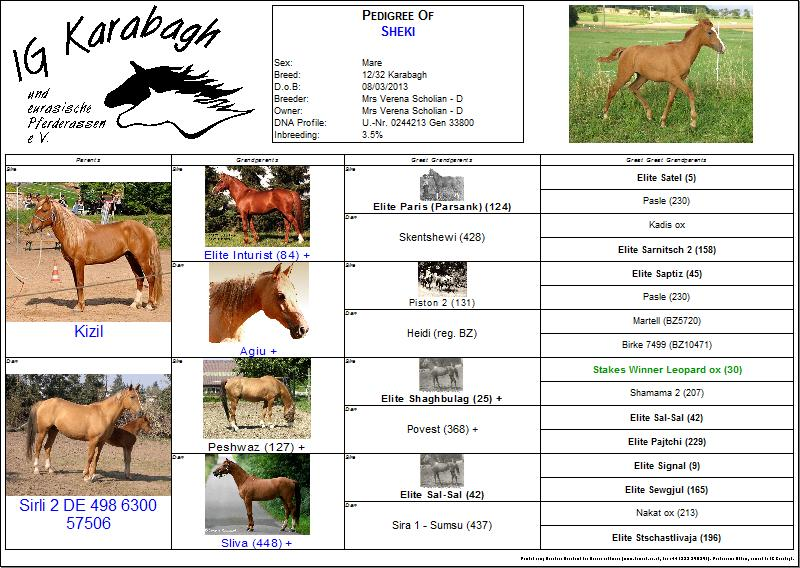 IG Karabagh
und
eurasische
Pferderassen
e V.
PEDIGREE OF
SHEKI
Sex: Mare
Breed: 12/32 Karabagh
D.o.B: 08/03/2013
Breeder: Mrs Verena Scholian - D
Owner: Mrs Verena Scholian - D
DNA Profile: U.-Nr. 0244213 Gen 33800
Inbreeding: 3.5%
Parents
Grandparents
Great Grandparents
Great Great Grandparents
Sire
Kizil
Dam
Sirli 2 DE 498 6300
57506
Sire
Elite Inturist (84) +
Dam
Agiu +
Sire
Peshwaz (127) +
Dam
Sliva (448) +
Sire
Elite Paris (Parsank) (124)
Dam
Skentshewi (428)
Sire
Piston 2 (131)
Dam
Heidi (reg. BZ)
Sire
Elite Shaghbulag (25) +
Dam
Povest (368) +
Sire
Elite Sal-Sal (42)
Dam
Sira 1 - Sumsu (437)
Elite Satel (5)
Pasle (230)
Kadis ox
Elite Sarnitsch 2 (158)
Elite Saptiz (45)
Pasle (230)
Martell (BZ5720)
Birke 7499 (BZ10471)
Stakes Winner Leopard ox (30)
Shamama 2 (207)
Elite Sal-Sal (42)
Elite Pajtchi (229)
Elite Signal (9)
Elite Sewgjul (165)
Nakat ox (213)
Elite Stschastlivaja (196)